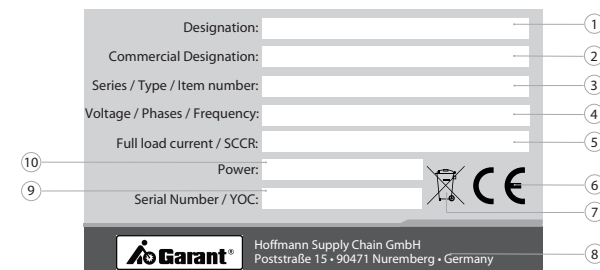 Designation: 1
Commercial Designation: 2
Series / Type / Item number: 3
Voltage / Phases / Frequency: 4
Full load current / SCCR: 5
10 Power:
CE 6
9 Serial Number / YOC: 7
Garant® Hoffmann Supply Chain GmbH
Poststraße 15 • 90471 Nuremberg • Germany 8